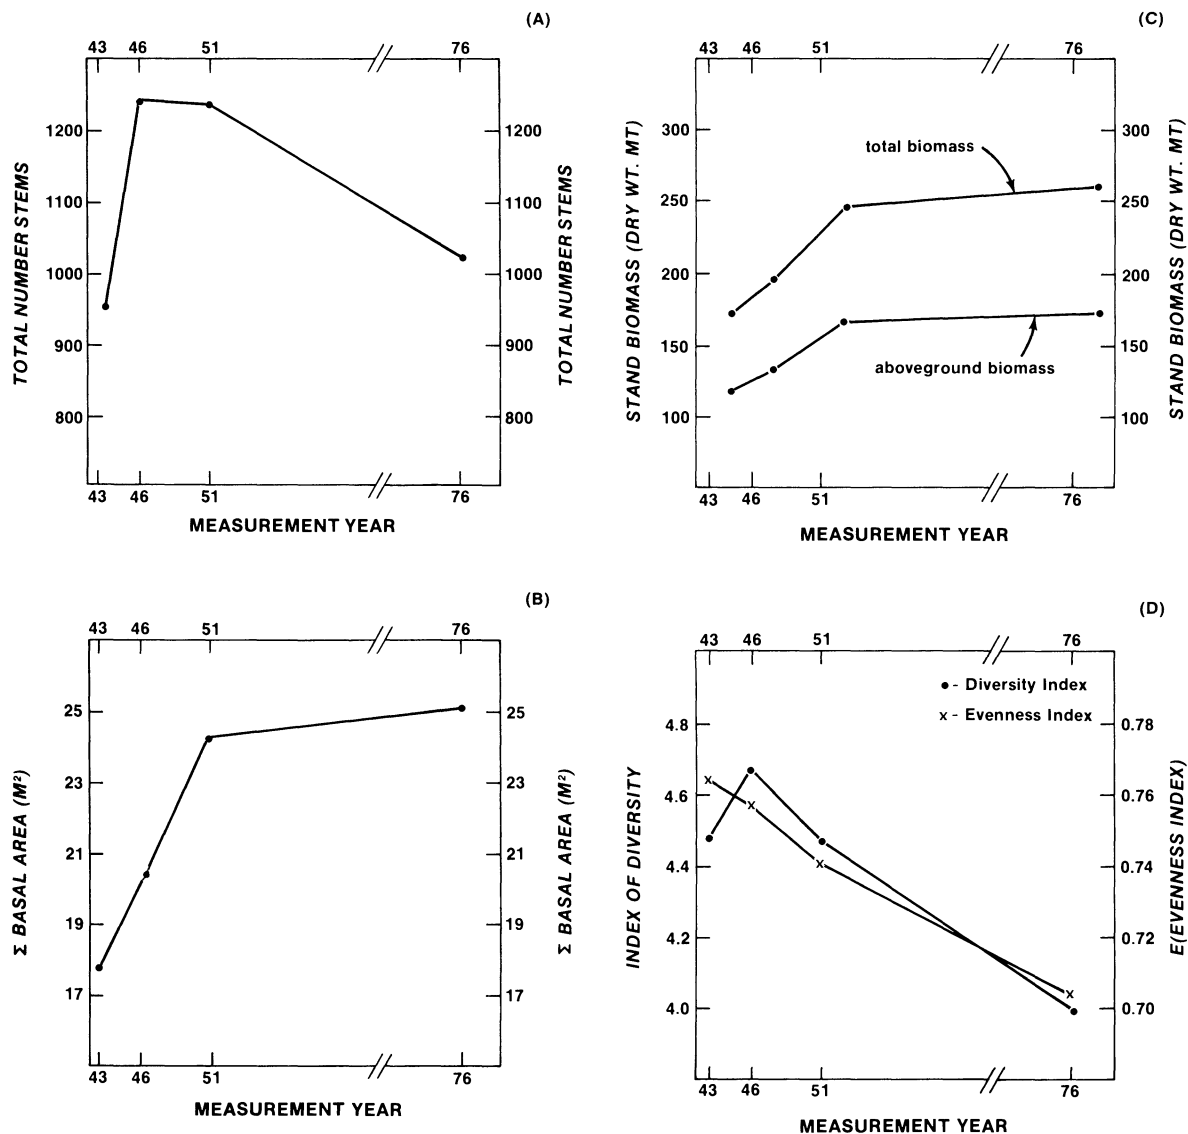 (A)
43 46 51 76
1200 1200
1100 1100
1000 1000
900 900
800 800
TOTAL NUMBER STEMS
TOTAL NUMBER STEMS
43 46 51 76
MEASUREMENT YEAR
(C)
43 46 51 76
300 300
250 250
200 200
150 150
100 100
total biomass
aboveground biomass
STAND BIOMASS (DRY WT. MT)
STAND BIOMASS (DRY WT. MT)
43 46 51 76
MEASUREMENT YEAR
(B)
43 46 51 76
25 25
23 23
21 21
19 19
17 17
Σ BASAL AREA (M²)
Σ BASAL AREA (M²)
43 46 51 76
MEASUREMENT YEAR
(D)
43 46 51 76
- Diversity Index
x - Evenness Index
4.8 0.78
4.6 0.76
4.4 0.74
4.2 0.72
4.0 0.70
INDEX OF DIVERSITY
E(EVENNESS INDEX)
43 46 51 76
MEASUREMENT YEAR